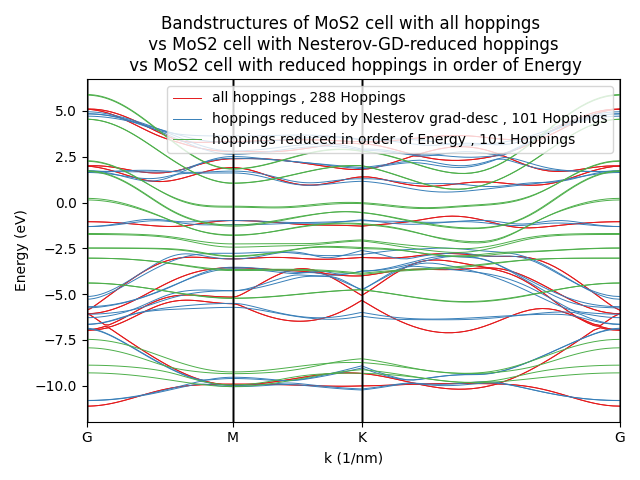 Bandstructures of MoS2 cell with all hoppings
vs MoS2 cell with Nesterov-GD-reduced hoppings
vs MoS2 cell with reduced hoppings in order of Energy
all hoppings , 288 Hoppings
hoppings reduced by Nesterov grad-desc , 101 Hoppings
hoppings reduced in order of Energy , 101 Hoppings
5.0
2.5
0.0
−2.5
−5.0
−7.5
−10.0
Energy (eV)
G M K G
k (1/nm)